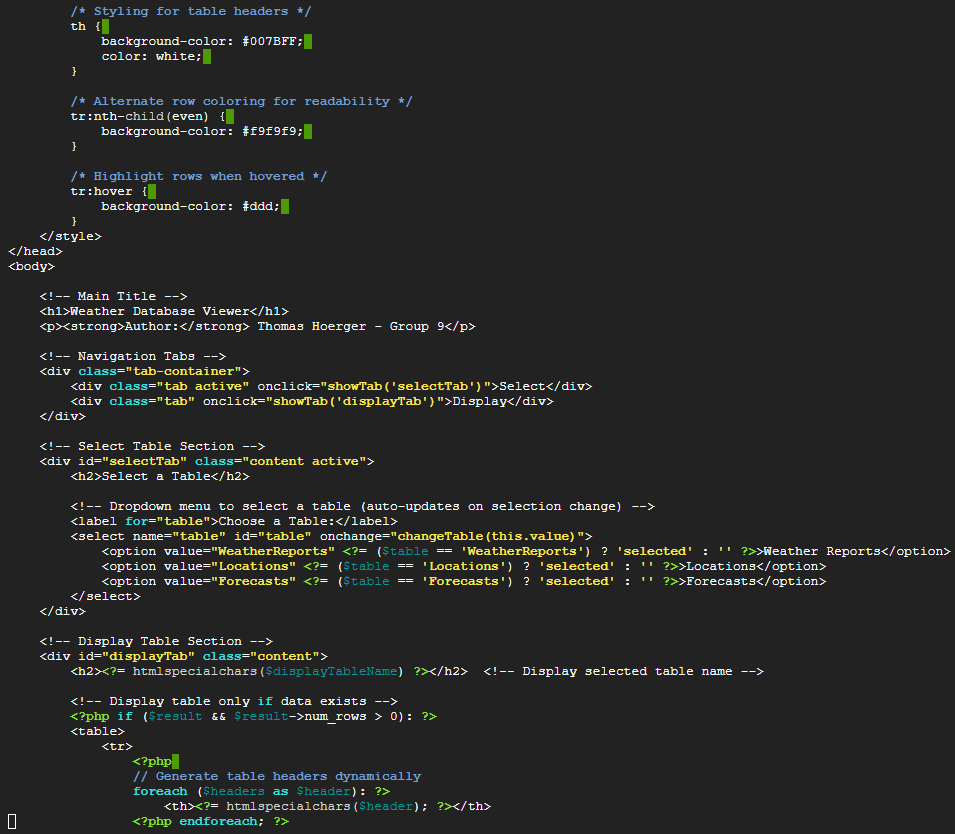 /* Styling for table headers */
        th {
            background-color: #007BFF;
            color: white;
        }

        /* Alternate row coloring for readability */
        tr:nth-child(even) {
            background-color: #f9f9f9;
        }

        /* Highlight rows when hovered */
        tr:hover {
            background-color: #ddd;
        }
    </style>
</head>
<body>

    <!-- Main Title -->
    <h1>Weather Database Viewer</h1>
    <p><strong>Author:</strong> Thomas Hoerger - Group 9</p>

    <!-- Navigation Tabs -->
    <div class="tab-container">
        <div class="tab active" onclick="showTab('selectTab')">Select</div>
        <div class="tab" onclick="showTab('displayTab')">Display</div>
    </div>

    <!-- Select Table Section -->
    <div id="selectTab" class="content active">
        <h2>Select a Table</h2>

        <!-- Dropdown menu to select a table (auto-updates on selection change) -->
        <label for="table">Choose a Table:</label>
        <select name="table" id="table" onchange="changeTable(this.value)">
            <option value="WeatherReports" <?= ($table == 'WeatherReports') ? 'selected' : '' ?>>Weather Reports</option>
            <option value="Locations" <?= ($table == 'Locations') ? 'selected' : '' ?>>Locations</option>
            <option value="Forecasts" <?= ($table == 'Forecasts') ? 'selected' : '' ?>>Forecasts</option>
        </select>
    </div>

    <!-- Display Table Section -->
    <div id="displayTab" class="content">
        <h2><?= htmlspecialchars($displayTableName) ?></h2>  <!-- Display selected table name -->

        <!-- Display table only if data exists -->
        <?php if ($result && $result->num_rows > 0): ?>
        <table>
            <tr>
                <?php
                // Generate table headers dynamically
                foreach ($headers as $header): ?>
                    <th><?= htmlspecialchars($header); ?></th>
                <?php endforeach; ?>